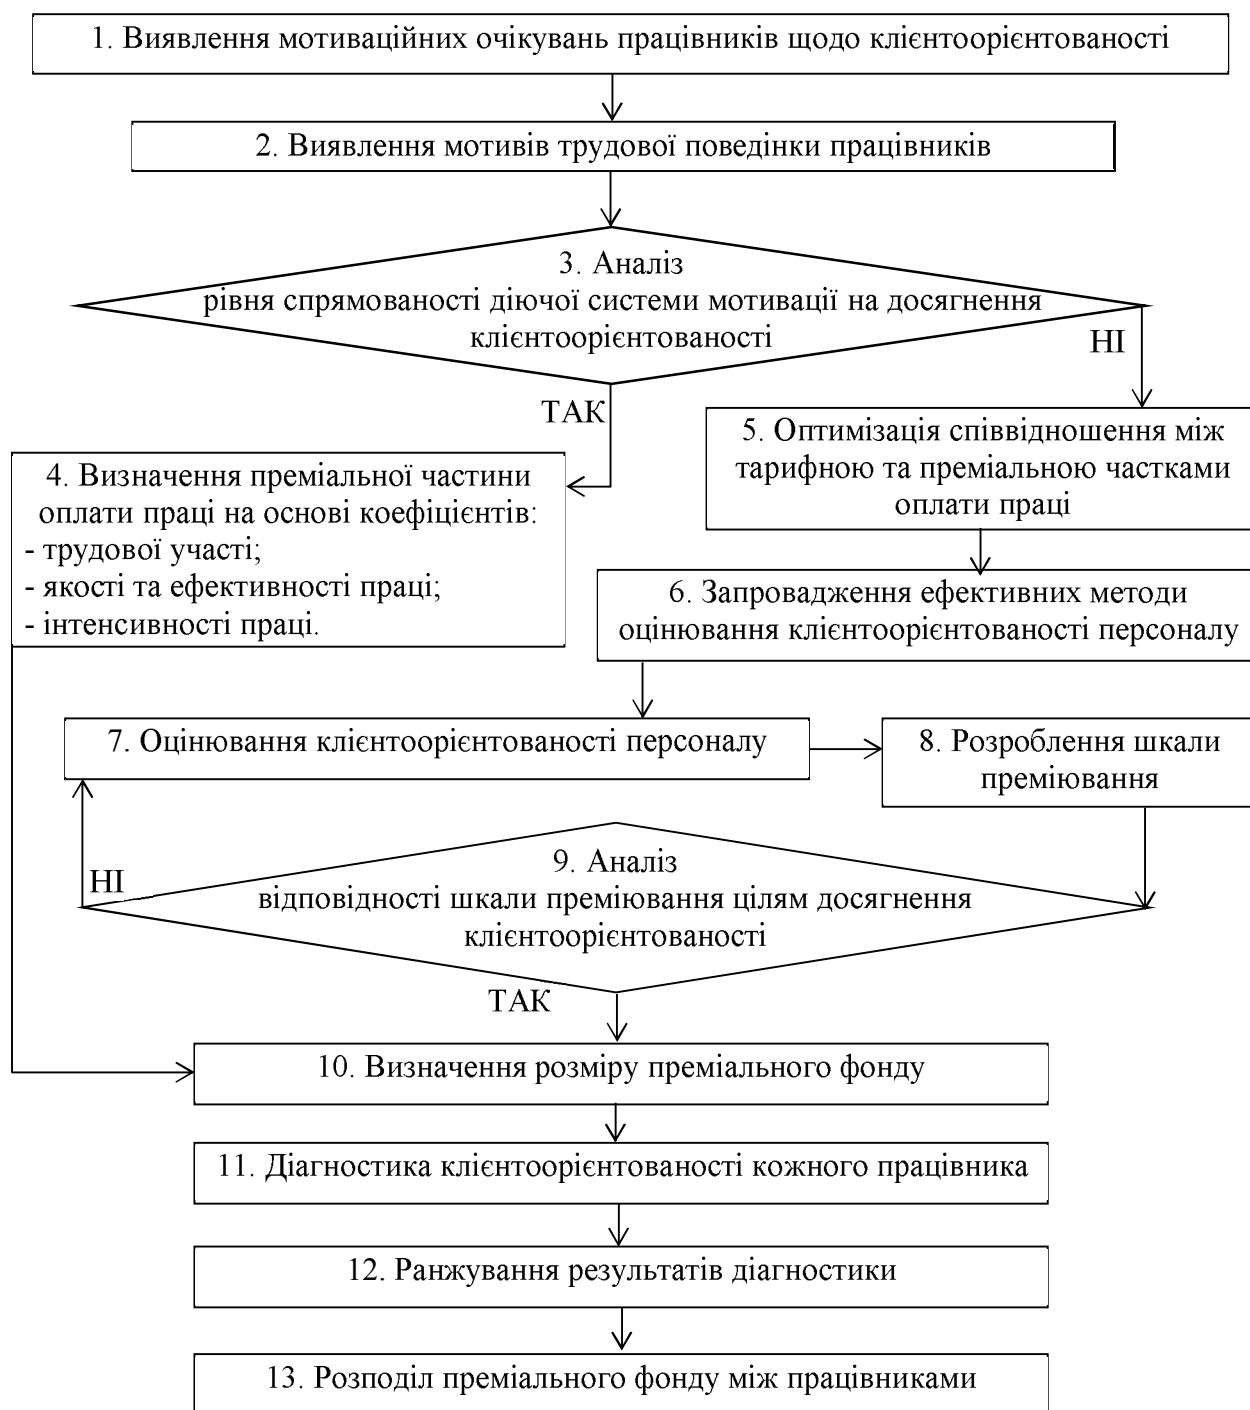 1. Виявлення мотиваційних очікувань працівників щодо клієнтоорієнтованості
2. Виявлення мотивів трудової поведінки працівників
3. Аналіз
рівня спрямованості діючої системи мотивації на досягнення
клієнтоорієнтованості
НІ
ТАК
5. Оптимізація співвідношення між
тарифною та преміальною частками
оплати праці
4. Визначення преміальної частини
оплати праці на основі коефіцієнтів:
- трудової участі;
- якості та ефективності праці;
- інтенсивності праці.
6. Запровадження ефективних методи
оцінювання клієнтоорієнтованості персоналу
7. Оцінювання клієнтоорієнтованості персоналу
8. Розроблення шкали
преміювання
9. Аналіз
відповідності шкали преміювання цілям досягнення
клієнтоорієнтованості
НІ
ТАК
10. Визначення розміру преміального фонду
11. Діагностика клієнтоорієнтованості кожного працівника
12. Ранжування результатів діагностики
13. Розподіл преміального фонду між працівниками